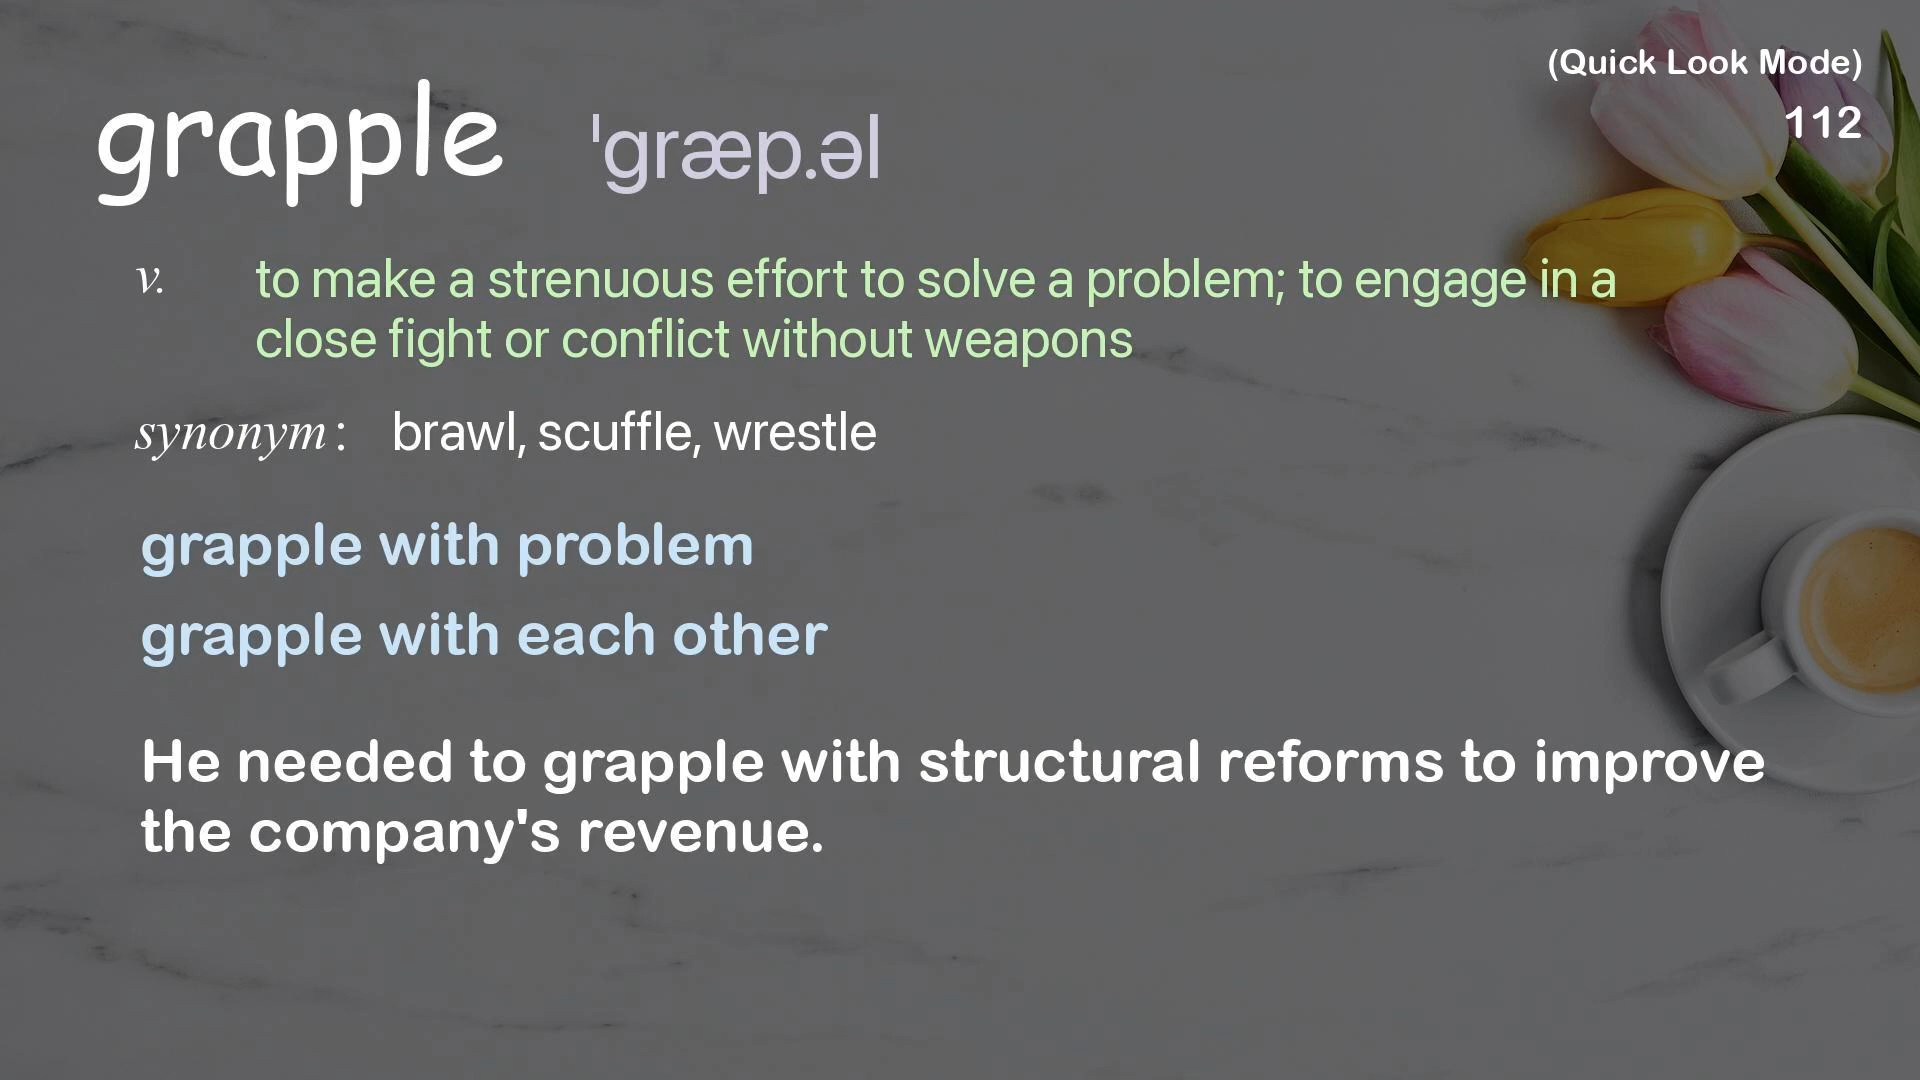 (Quick Look Mode)
112
grapple ˈɡræp.əl
v. to make a strenuous effort to solve a problem; to engage in a
close fight or conflict without weapons
synonym: brawl, scuffle, wrestle
grapple with problem
grapple with each other
He needed to grapple with structural reforms to improve
the company's revenue.